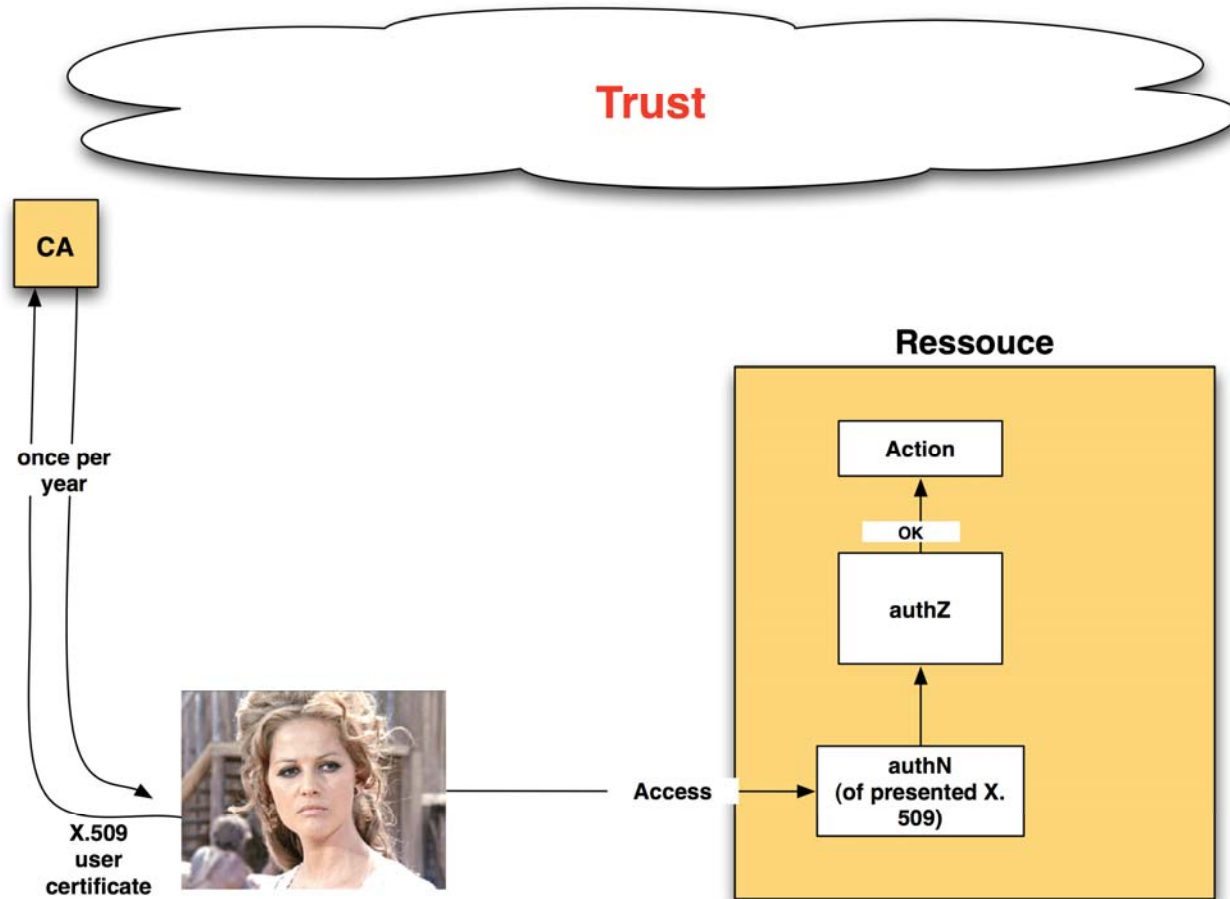 Trust
CA
once per
year
X.509
user
certificate
Access
Ressouce
Action
OK
authZ
authN
(of presented X.
509)